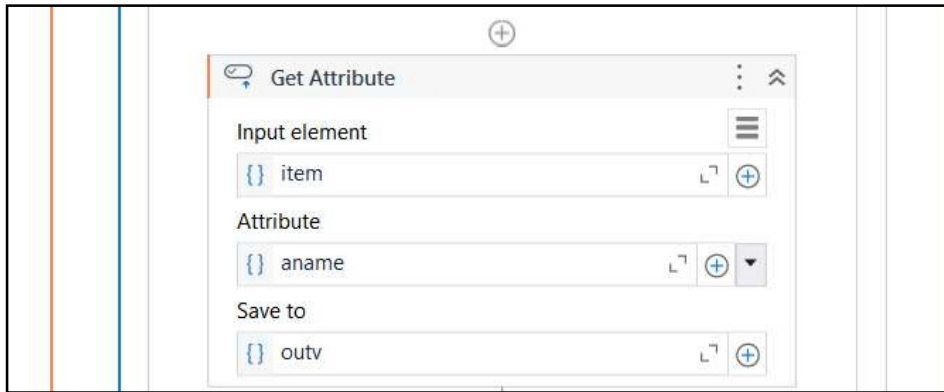 Get Attribute
Input element
{} item
Attribute
{} aname
Save to
{} outv